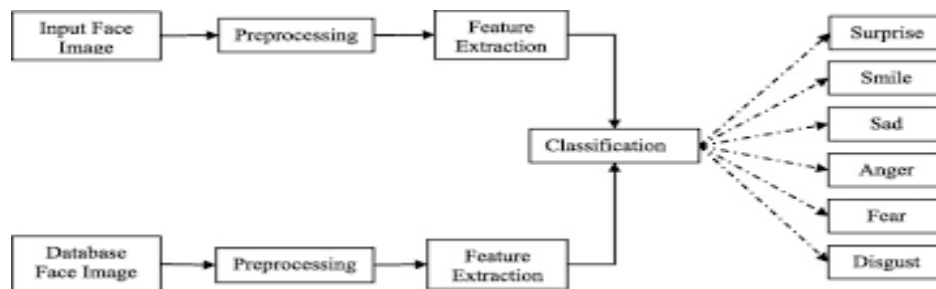 Input Face
Image
Preprocessing
Feature
Extraction
Surprise
Smile
Sad
Classification
Anger
Fear
Disgust
Database
Face Image
Preprocessing
Feature
Extraction